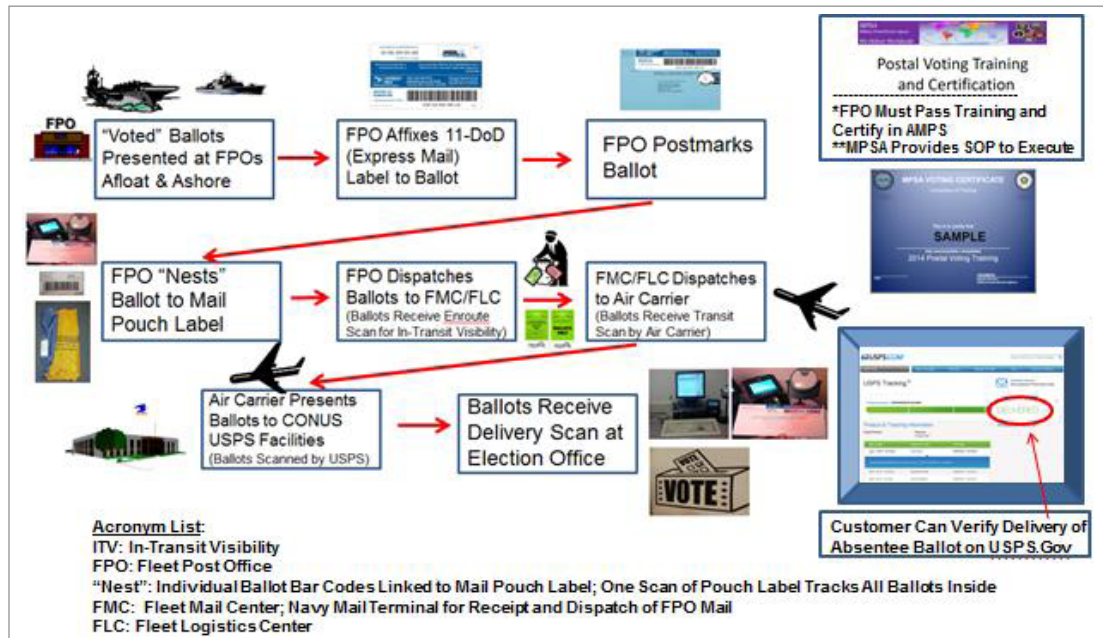 Postal Voting Training
and Certification
*FPO Must Pass Training and
Certify in AMPS
**MPSA Provides SOP to Execute
FPO
"Voted" Ballots
Presented at FPOs
Afloat & Ashore
FPO Affixes 11-DoD
(Express Mail)
Label to Ballot
FPO Postmarks
Ballot
MPSA VOTING CERTIFICATE
SAMPLE
2014 Postal Voting Training
FPO "Nests"
Ballot to Mail
Pouch Label
FPO Dispatches
Ballots to FMC/FLC
(Ballots Receive Enroute
Scan for In-Transit Visibility)
FMC/FLC Dispatches
to Air Carrier
(Ballots Receive Transit
Scan by Air Carrier)
Air Carrier Presents
Ballots to CONUS
USPS Facilities
(Ballots Scanned by USPS)
Ballots Receive
Delivery Scan at
Election Office
VOTE
VOTE
USPS.COM
USPS Tracking
DELIVERED
Customer Can Verify Delivery of
Absentee Ballot on USPS.Gov
Acronym List:
ITV: In-Transit Visibility
FPO: Fleet Post Office
"Nest": Individual Ballot Bar Codes Linked to Mail Pouch Label; One Scan of Pouch Label Tracks All Ballots Inside
FMC: Fleet Mail Center; Navy Mail Terminal for Receipt and Dispatch of FPO Mail
FLC: Fleet Logistics Center